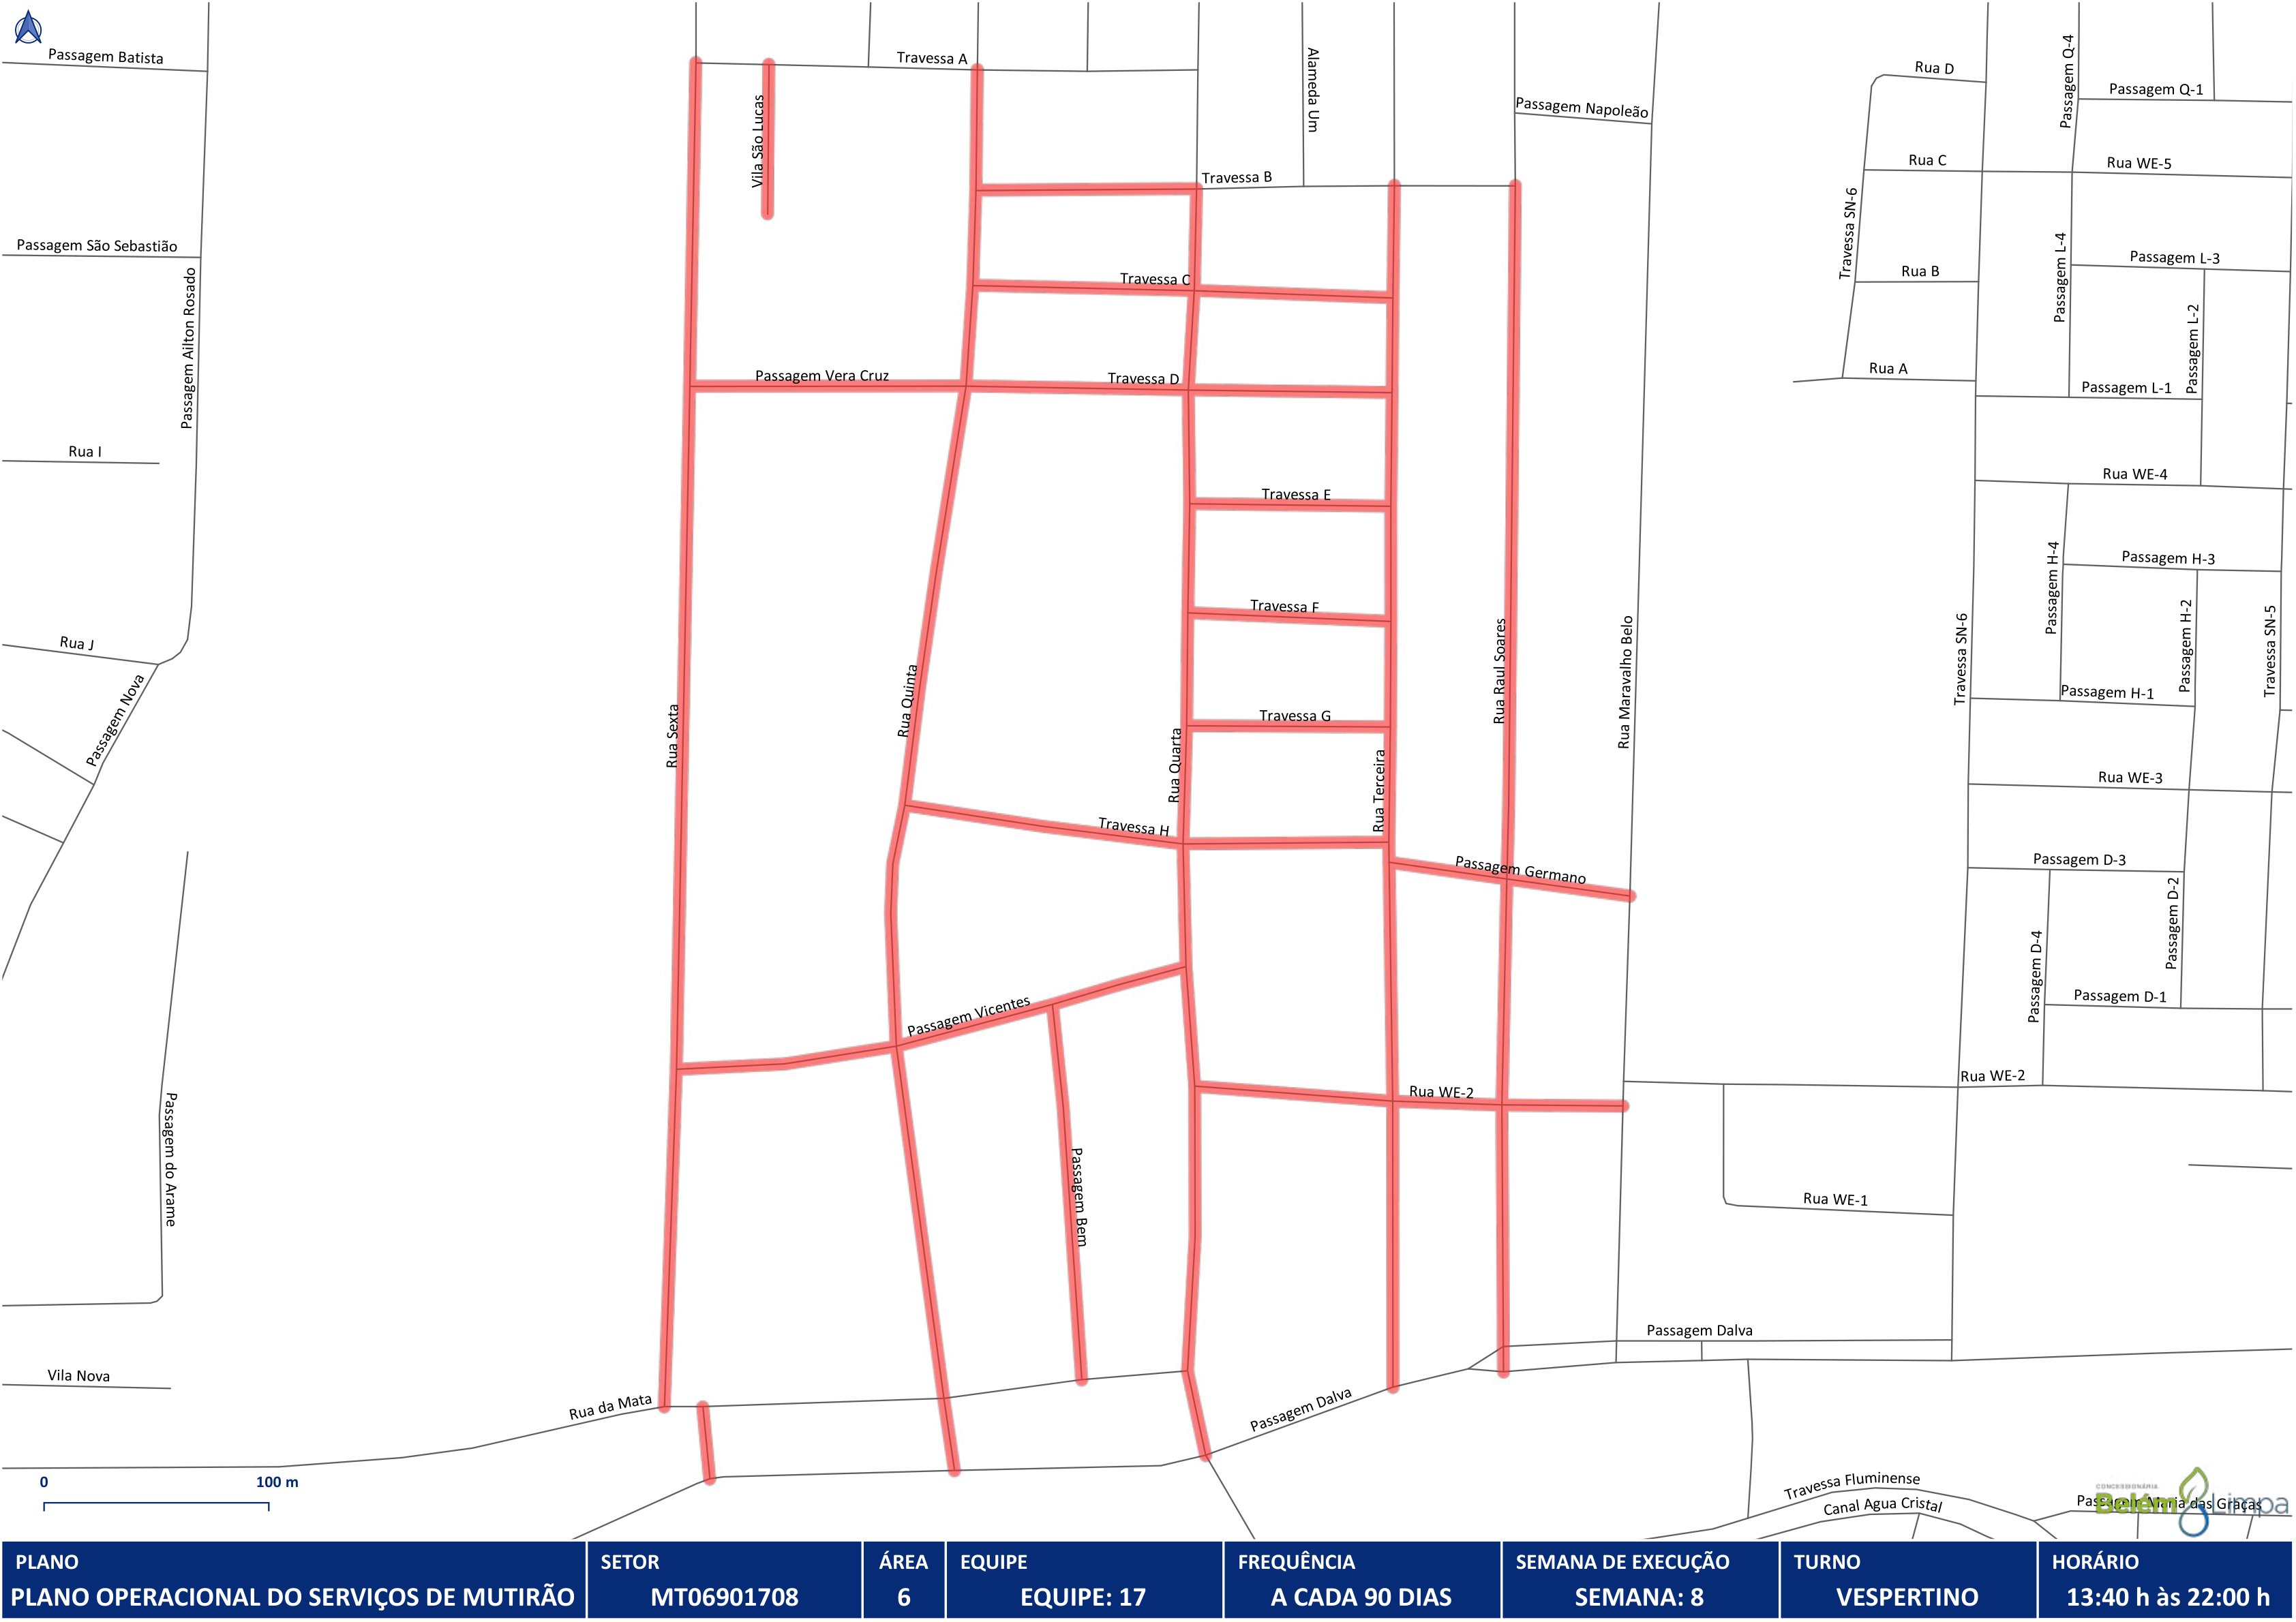 Passagem Batista
Travessa A
Alameda Um
Passagem Napoleão
Rua D
Passagem Q-4
Passagem Q-1
Vila São Lucas
Travessa B
Rua C
Rua WE-5
Passagem São Sebastião
Passagem Ailton Rosado
Travessa C
Travessa SN-6
Rua B
Passagem L-4
Passagem L-3
Passagem L-2
Passagem Vera Cruz
Travessa D
Rua A
Passagem L-1
Rua I
Travessa E
Rua WE-4
Passagem H-4
Passagem H-3
Passagem H-2
Rua J
Passagem Nova
Travessa F
Rua Sexta
Rua Quinta
Rua Quarta
Travessa G
Rua Terceira
Rua Raul Soares
Rua Maravalho Belo
Travessa SN-6
Passagem H-1
Travessa SN-5
Rua WE-3
Travessa H
Passagem Germano
Passagem D-3
Passagem D-2
Passagem D-4
Passagem Vicentes
Passagem D-1
Passagem do Arame
Passagem Bem
Rua WE-2
Rua WE-2
Rua WE-1
Vila Nova
Rua da Mata
Passagem Dalva
Passagem Dalva
Travessa Fluminense
Canal Agua Cristal
Passagem Maria das Graças
CONCESSIONÁRIA
Belém Limpa
0 100 m
PLANO SETOR ÁREA EQUIPE FREQUÊNCIA SEMANA DE EXECUÇÃO TURNO HORÁRIO
PLANO OPERACIONAL DO SERVIÇOS DE MUTIRÃO MT06901708 6 EQUIPE: 17 A CADA 90 DIAS SEMANA: 8 VESPERTINO 13:40 h às 22:00 h